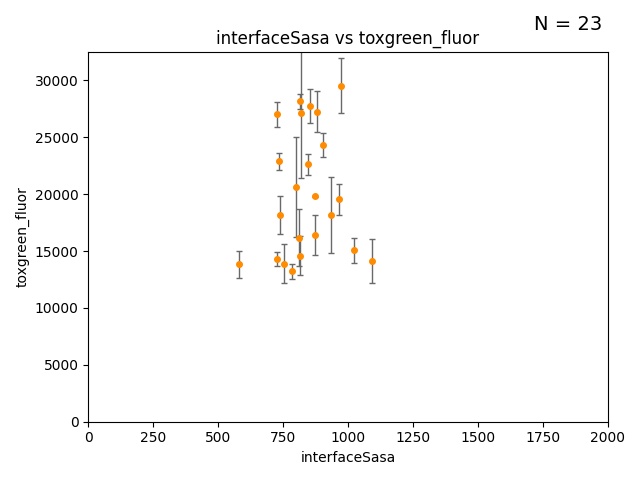 N = 23
interfaceSasa vs toxgreen_fluor
30000
25000
20000
15000
10000
5000
0
toxgreen_fluor
0 250 500 750 1000 1250 1500 1750 2000
interfaceSasa